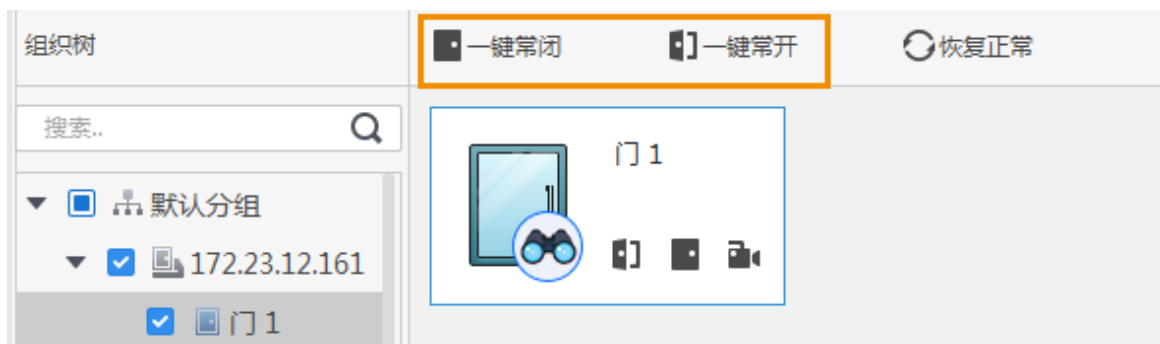 组织树
一键常闭 一键常开 恢复正常
搜索..
门 1
默认分组
172.23.12.161
门 1